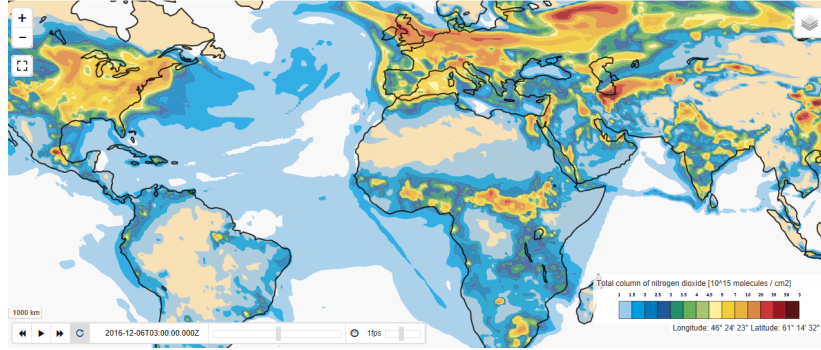 +
−
Total column of nitrogen dioxide [10^15 molecules / cm2]
1 1.5 2 2.5 3 3.5 4 4.5 5 7 10 20 30 50
1000 km
2016-12-06T03:00:00.000Z
1fps
Longitude: 46° 24' 23" Latitude: 61° 14' 32"